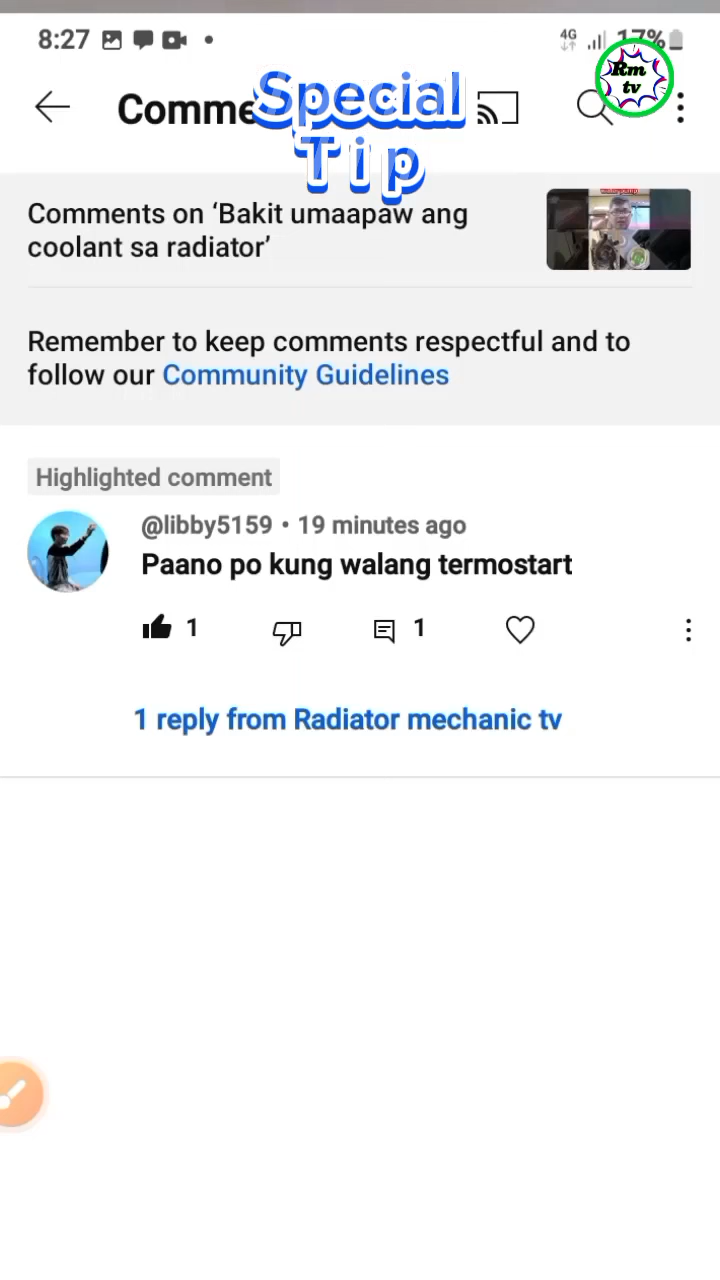 8:27
4G
17%
Rm
tv
Special
Tip
Comments on ‘Bakit umaapaw ang
coolant sa radiator’
Remember to keep comments respectful and to
follow our Community Guidelines
Highlighted comment
@libby5159 • 19 minutes ago
Paano po kung walang termostart
1
1
1 reply from Radiator mechanic tv